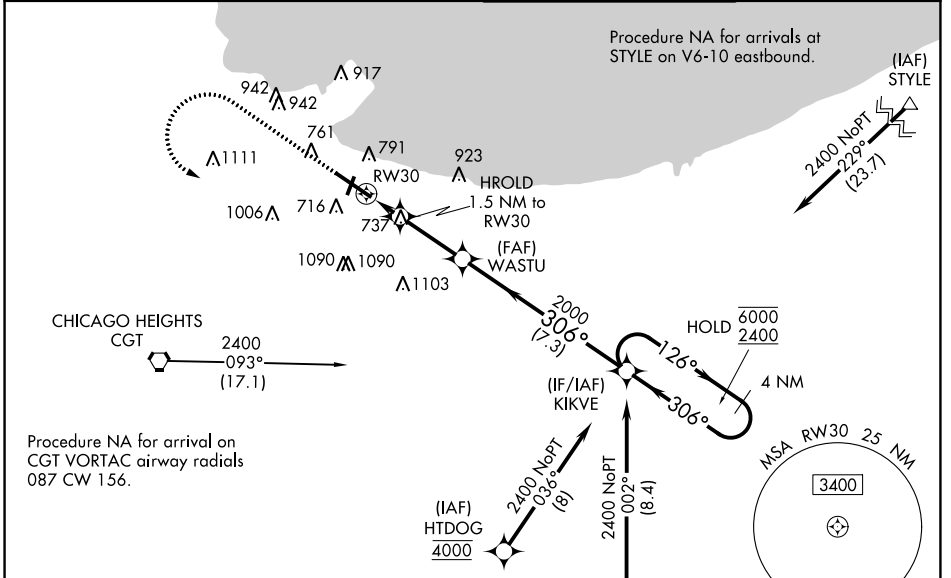 Procedure NA for arrivals at
STYLE on V6-10 eastbound.
(IAF)
STYLE
2400 NoPT
229°
(23.7)
917
942
942
761
791
1111
RW30
923
HROLD
1.5 NM to
RW30
1006
716
737
(FAF)
WASTU
1090
1090
1103
CHICAGO HEIGHTS
CGT
2400
093°
(17.1)
2000
306°
(7.3)
HOLD
6000
2400
126°
4 NM
306°
(IF/IAF)
KIKVE
Procedure NA for arrival on
CGT VORTAC airway radials
087 CW 156.
2400 NoPT
036°
(8)
(IAF)
HTDOG
4000
2400 NoPT
002°
(8.4)
MSA RW30 25 NM
3400